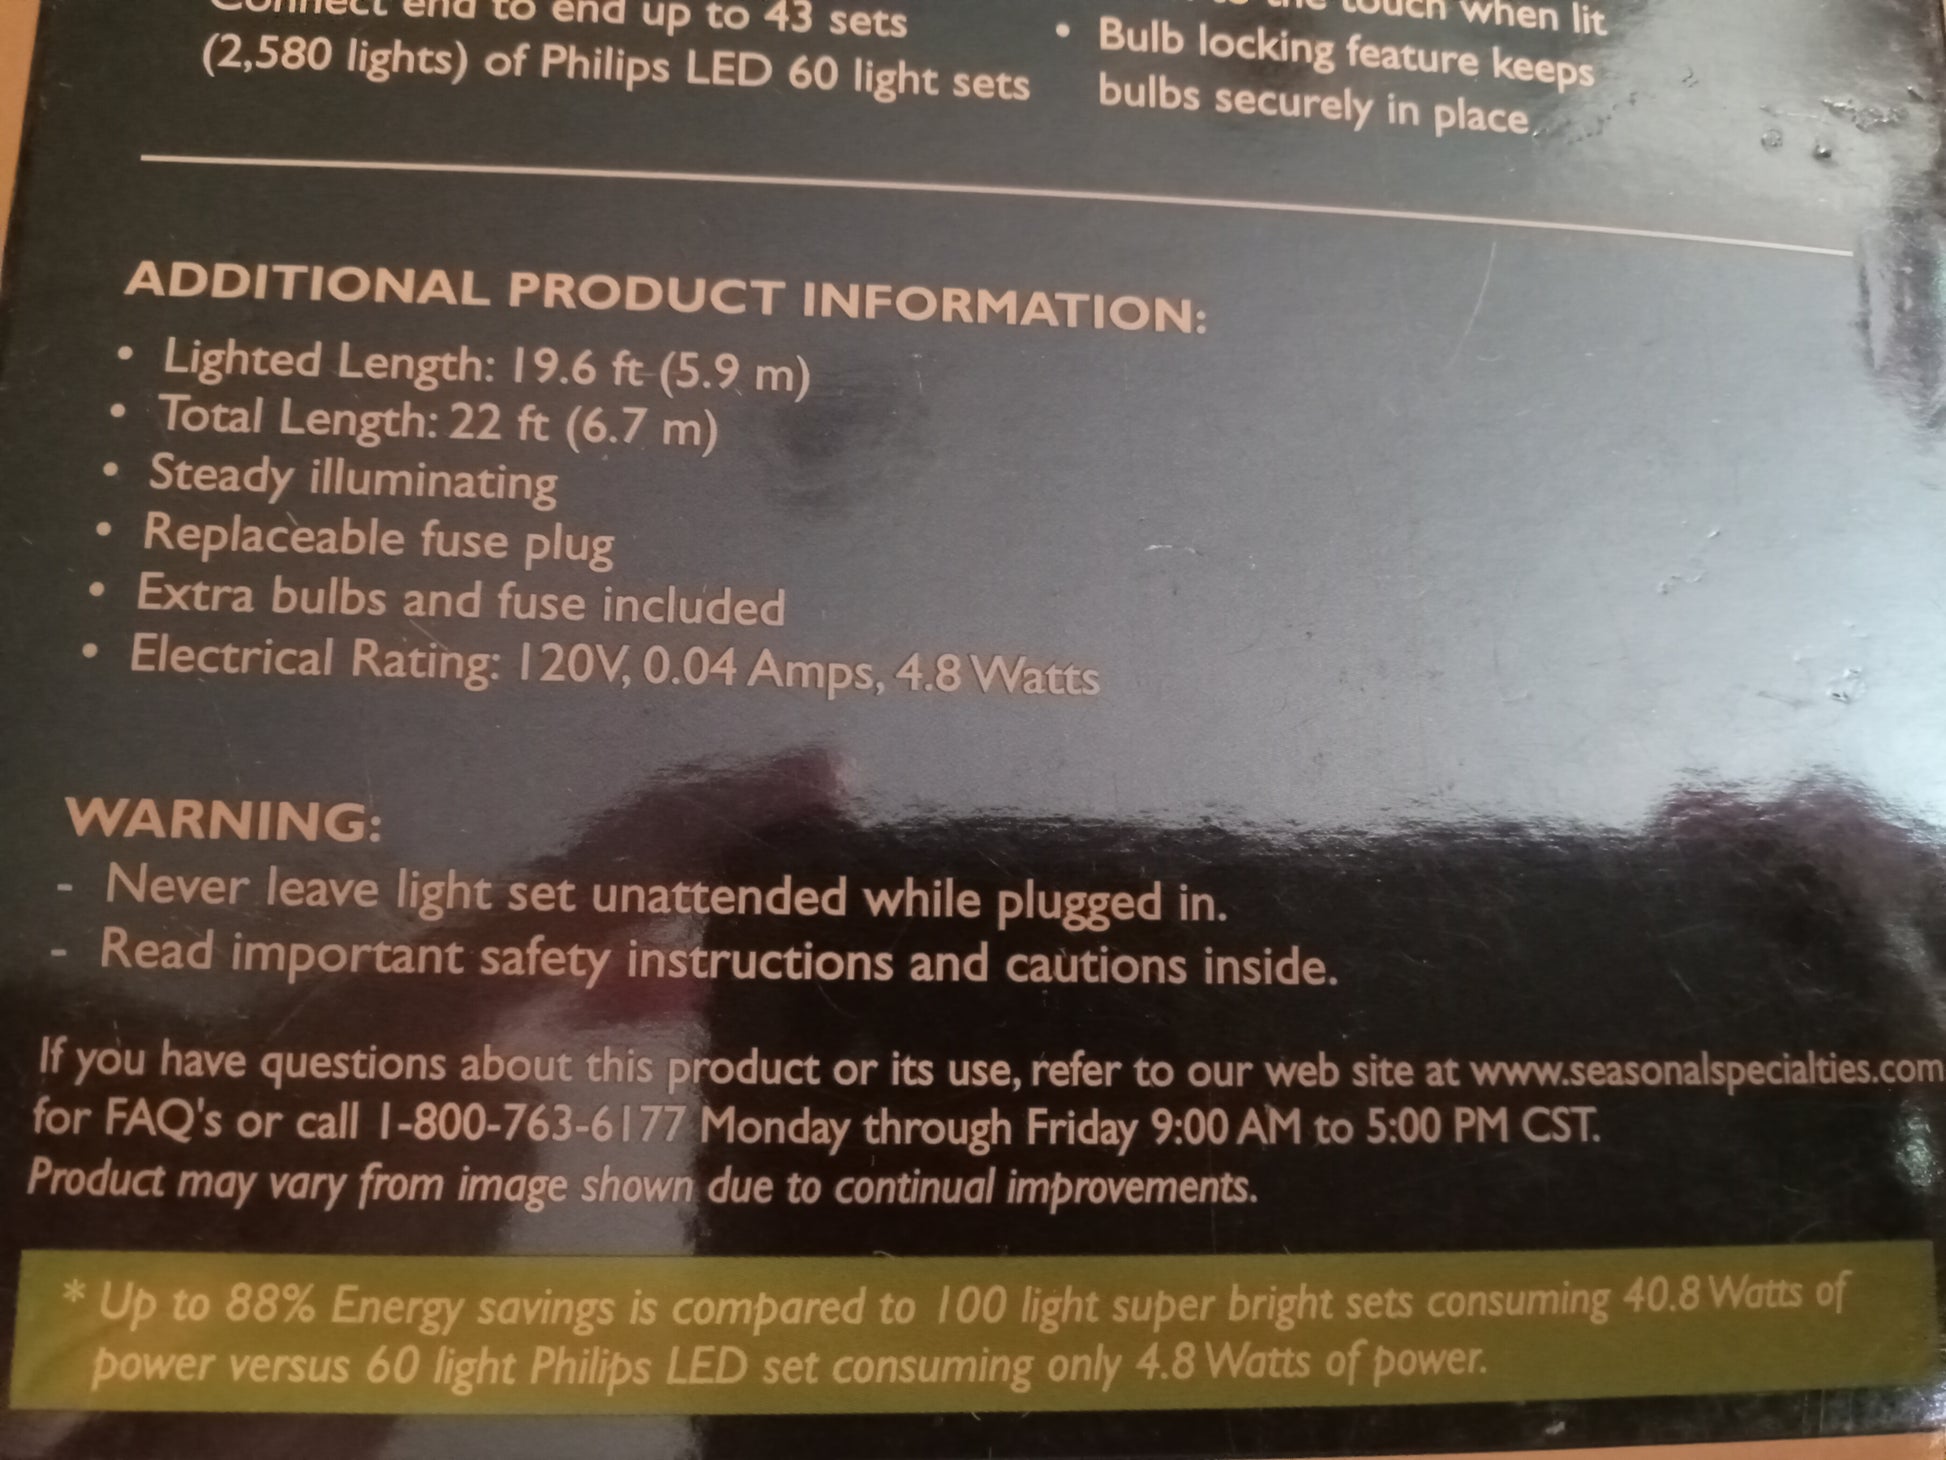 Connect end to end up to 43 sets
(2,580 lights) of Philips LED 60 light sets
the touch when lit
• Bulb locking feature keeps
bulbs securely in place
ADDITIONAL PRODUCT INFORMATION:
• Lighted Length: 19.6 ft (5.9 m)
• Total Length: 22 ft (6.7 m)
• Steady illuminating
• Replaceable fuse plug
• Extra bulbs and fuse included
• Electrical Rating: 120V, 0.04 Amps, 4.8 Watts
WARNING:
- Never leave light set unattended while plugged in.
- Read important safety instructions and cautions inside.
If you have questions about this product or its use, refer to our web site at www.seasonalspecialties.com
for FAQ's or call 1-800-763-6177 Monday through Friday 9:00 AM to 5:00 PM CST.
Product may vary from image shown due to continual improvements.
* Up to 88% Energy savings is compared to 100 light super bright sets consuming 40.8 Watts of
power versus 60 light Philips LED set consuming only 4.8 Watts of power.